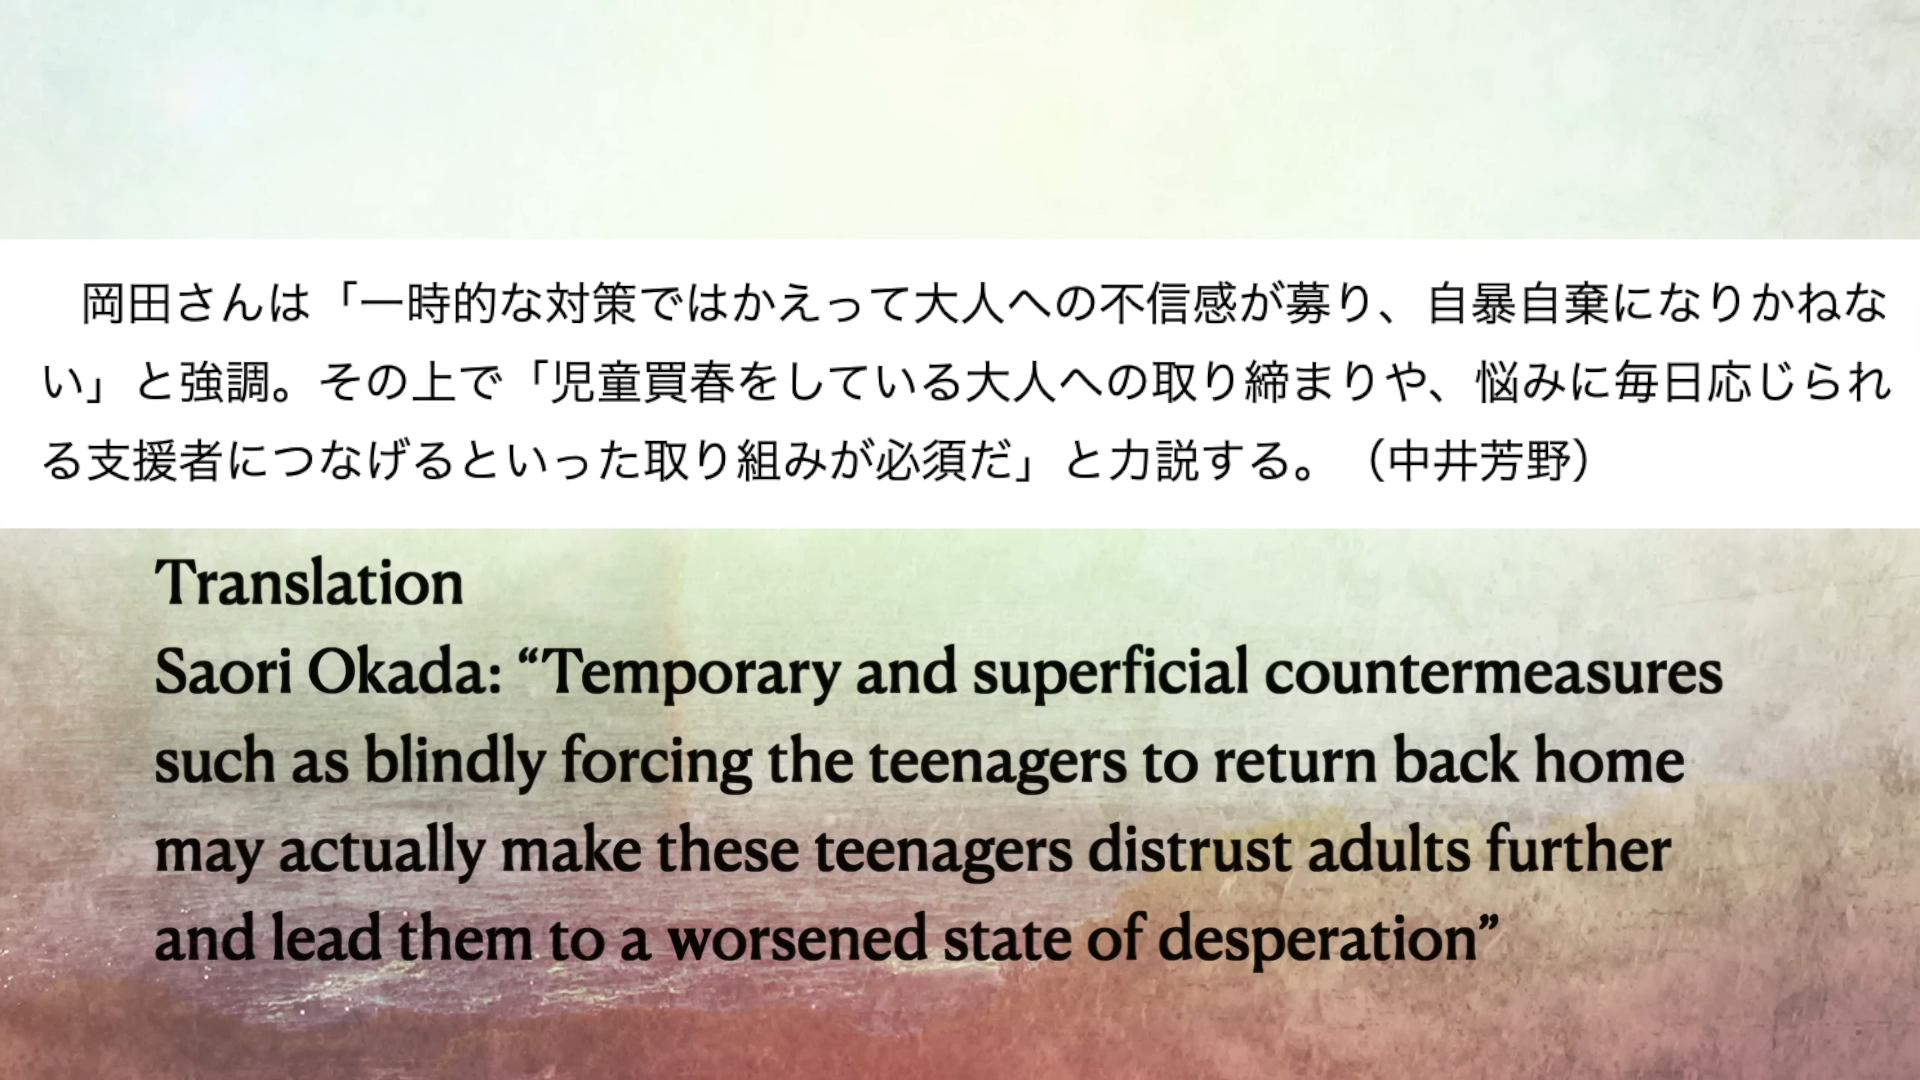 岡田さんは「一時的な対策ではかえって大人への不信感が募り、自暴自棄になりかねな
い」と強調。その上で「児童買春をしている大人への取り締まりや、悩みに毎日応じられ
る支援者につなげるといった取り組みが必須だ」と力説する。（中井芳野）
Translation
Saori Okada: “Temporary and superficial countermeasures
such as blindly forcing the teenagers to return back home
may actually make these teenagers distrust adults further
and lead them to a worsened state of desperation”